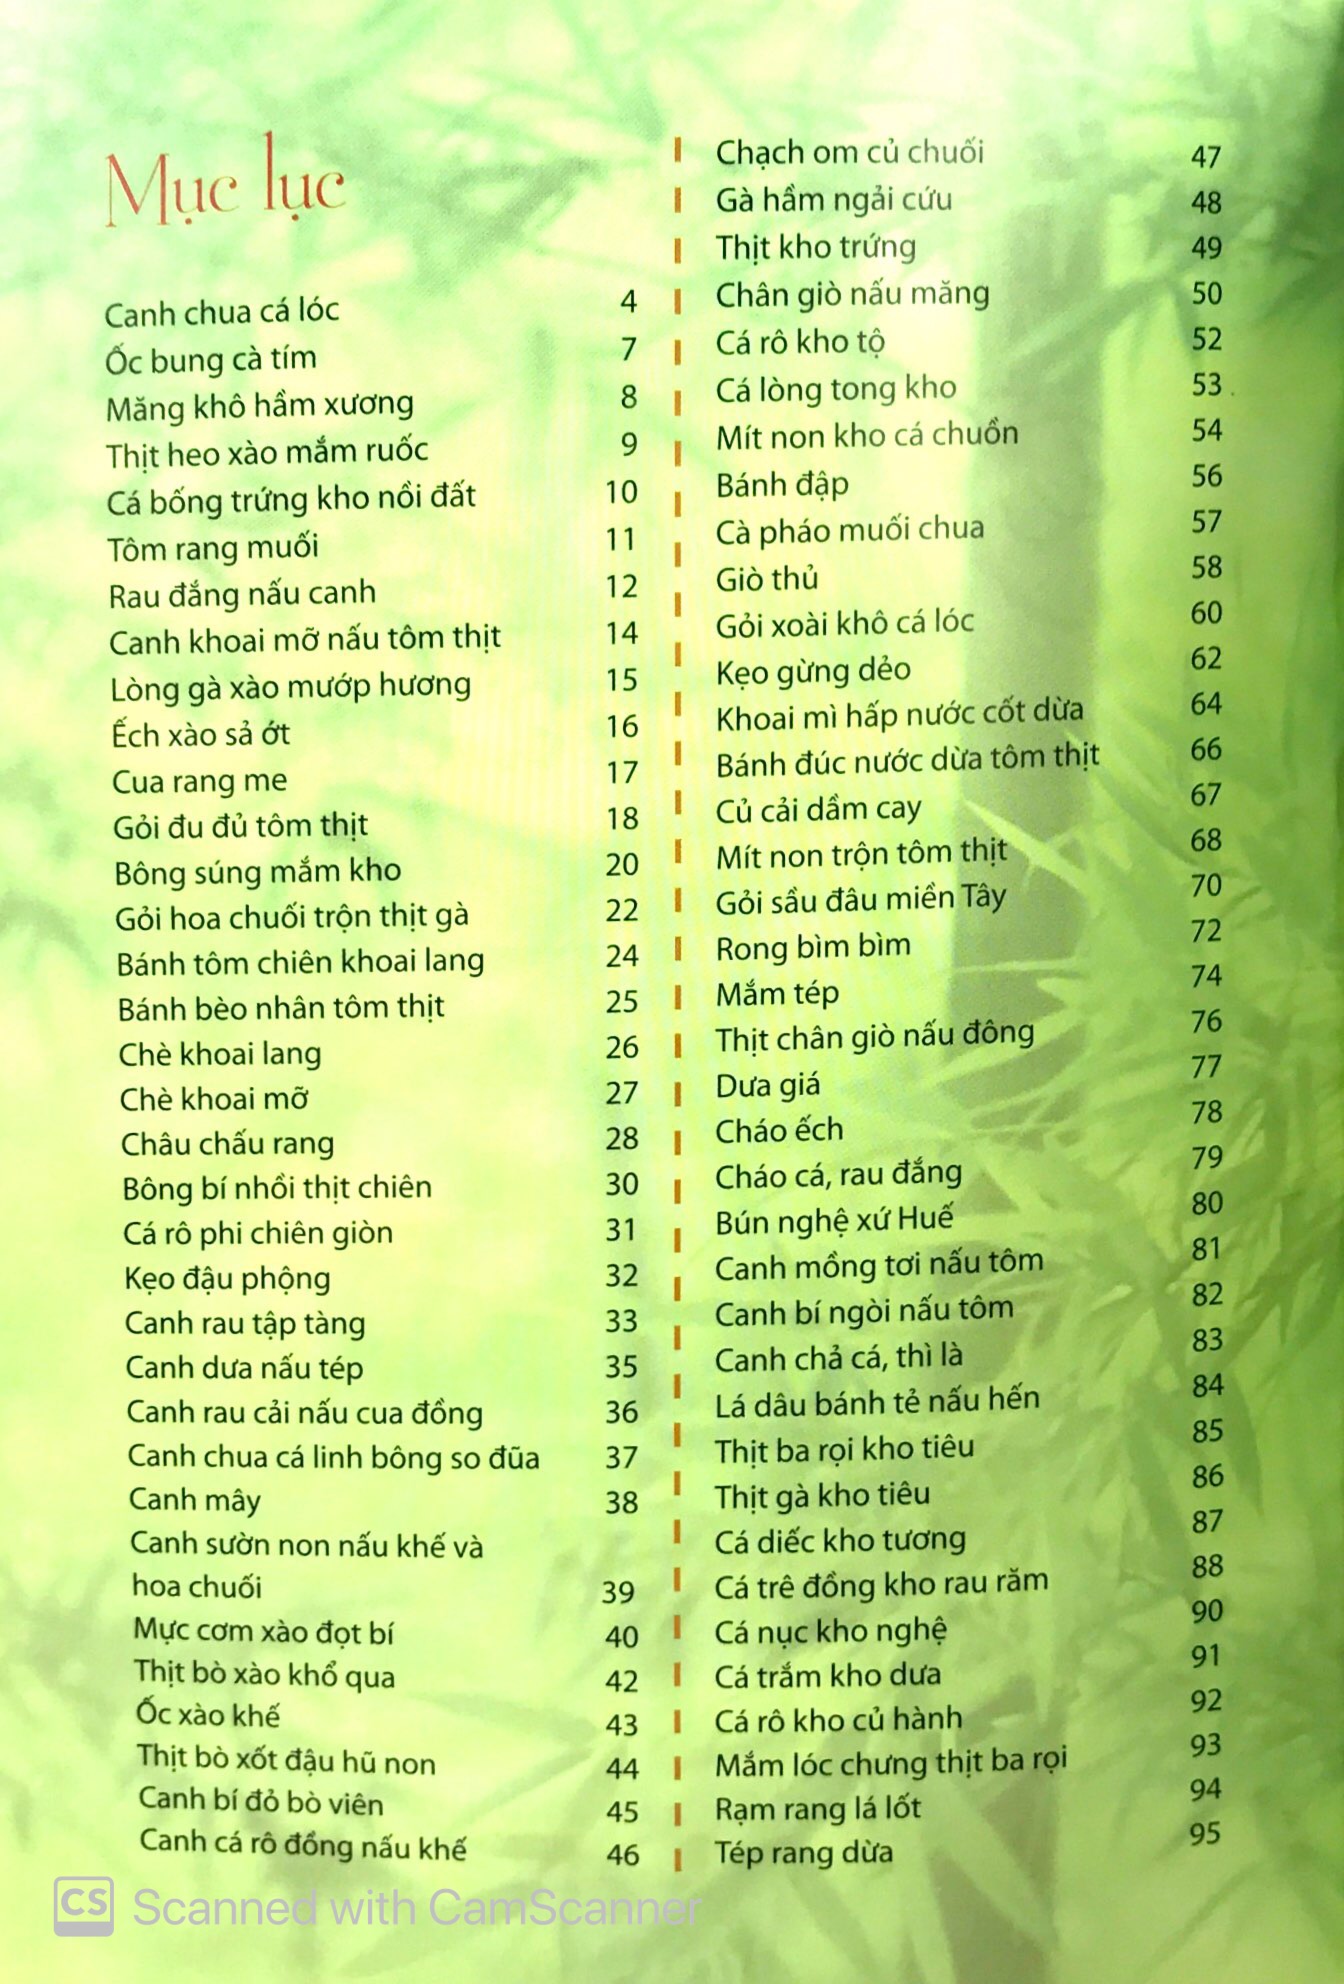 Mục lục
Canh chua cá lóc 4
Ốc bung cà tím 7
Măng khô hầm xương 8
Thịt heo xào mắm ruốc 9
Cá bống trứng kho nồi đất 10
Tôm rang muối 11
Rau đắng nấu canh 12
Canh khoai mỡ nấu tôm thịt 14
Lòng gà xào mướp hương 15
Ếch xào sả ớt 16
Cua rang me 17
Gỏi đu đủ tôm thịt 18
Bông súng mắm kho 20
Gỏi hoa chuối trộn thịt gà 22
Bánh tôm chiên khoai lang 24
Bánh bèo nhân tôm thịt 25
Chè khoai lang 26
Chè khoai mỡ 27
Châu chấu rang 28
Bông bí nhồi thịt chiên 30
Cá rô phi chiên giòn 31
Kẹo đậu phộng 32
Canh rau tập tàng 33
Canh dưa nấu tép 35
Canh rau cải nấu cua đồng 36
Canh chua cá linh bông so đũa 37
Canh mây 38
Canh sườn non nấu khế và
hoa chuối 39
Mực cơm xào đọt bí 40
Thịt bò xào khổ qua 42
Ốc xào khế 43
Thịt bò xốt đậu hũ non 44
Canh bí đỏ bò viên 45
Canh cá rô đồng nấu khế 46
Chạch om củ chuối 47
Gà hầm ngải cứu 48
Thịt kho trứng 49
Chân giò nấu măng 50
Cá rô kho tộ 52
Cá lòng tong kho 53
Mít non kho cá chuồn 54
Bánh đập 56
Cà pháo muối chua 57
Giò thủ 58
Gỏi xoài khô cá lóc 60
Kẹo gừng dẻo 62
Khoai mì hấp nước cốt dừa 64
Bánh đúc nước dừa tôm thịt 66
Củ cải dầm cay 67
Mít non trộn tôm thịt 68
Gỏi sầu đâu miền Tây 70
Rong bìm bìm 72
Mắm tép 74
Thịt chân giò nấu đông 76
Dưa giá 77
Cháo ếch 78
Cháo cá, rau đắng 79
Bún nghệ xứ Huế 80
Canh mồng tơi nấu tôm 81
Canh bí ngòi nấu tôm 82
Canh chả cá, thì là 83
Lá dâu bánh tẻ nấu hến 84
Thịt ba rọi kho tiêu 85
Thịt gà kho tiêu 86
Cá diếc kho tương 87
Cá trê đồng kho rau răm 88
Cá nục kho nghệ 90
Cá trắm kho dưa 91
Cá rô kho củ hành 92
Mắm lóc chưng thịt ba rọi 93
Rạm rang lá lốt 94
Tép rang dừa 95
CS Scanned with CamScanner